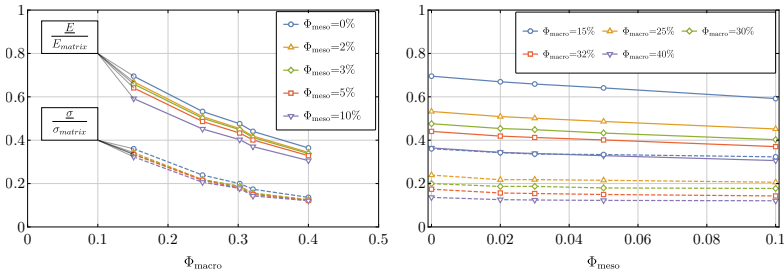 1
0.8
0.6
0.4
0.2
0
E
E_matrix
σ
σ_matrix
Φ_meso=0%
Φ_meso=2%
Φ_meso=3%
Φ_meso=5%
Φ_meso=10%
0 0.1 0.2 0.3 0.4 0.5
Φ_macro
1
0.8
0.6
0.4
0.2
0
Φ_macro=15% Φ_macro=25% Φ_macro=30%
Φ_macro=32% Φ_macro=40%
0 0.02 0.04 0.06 0.08 0.1
Φ_meso